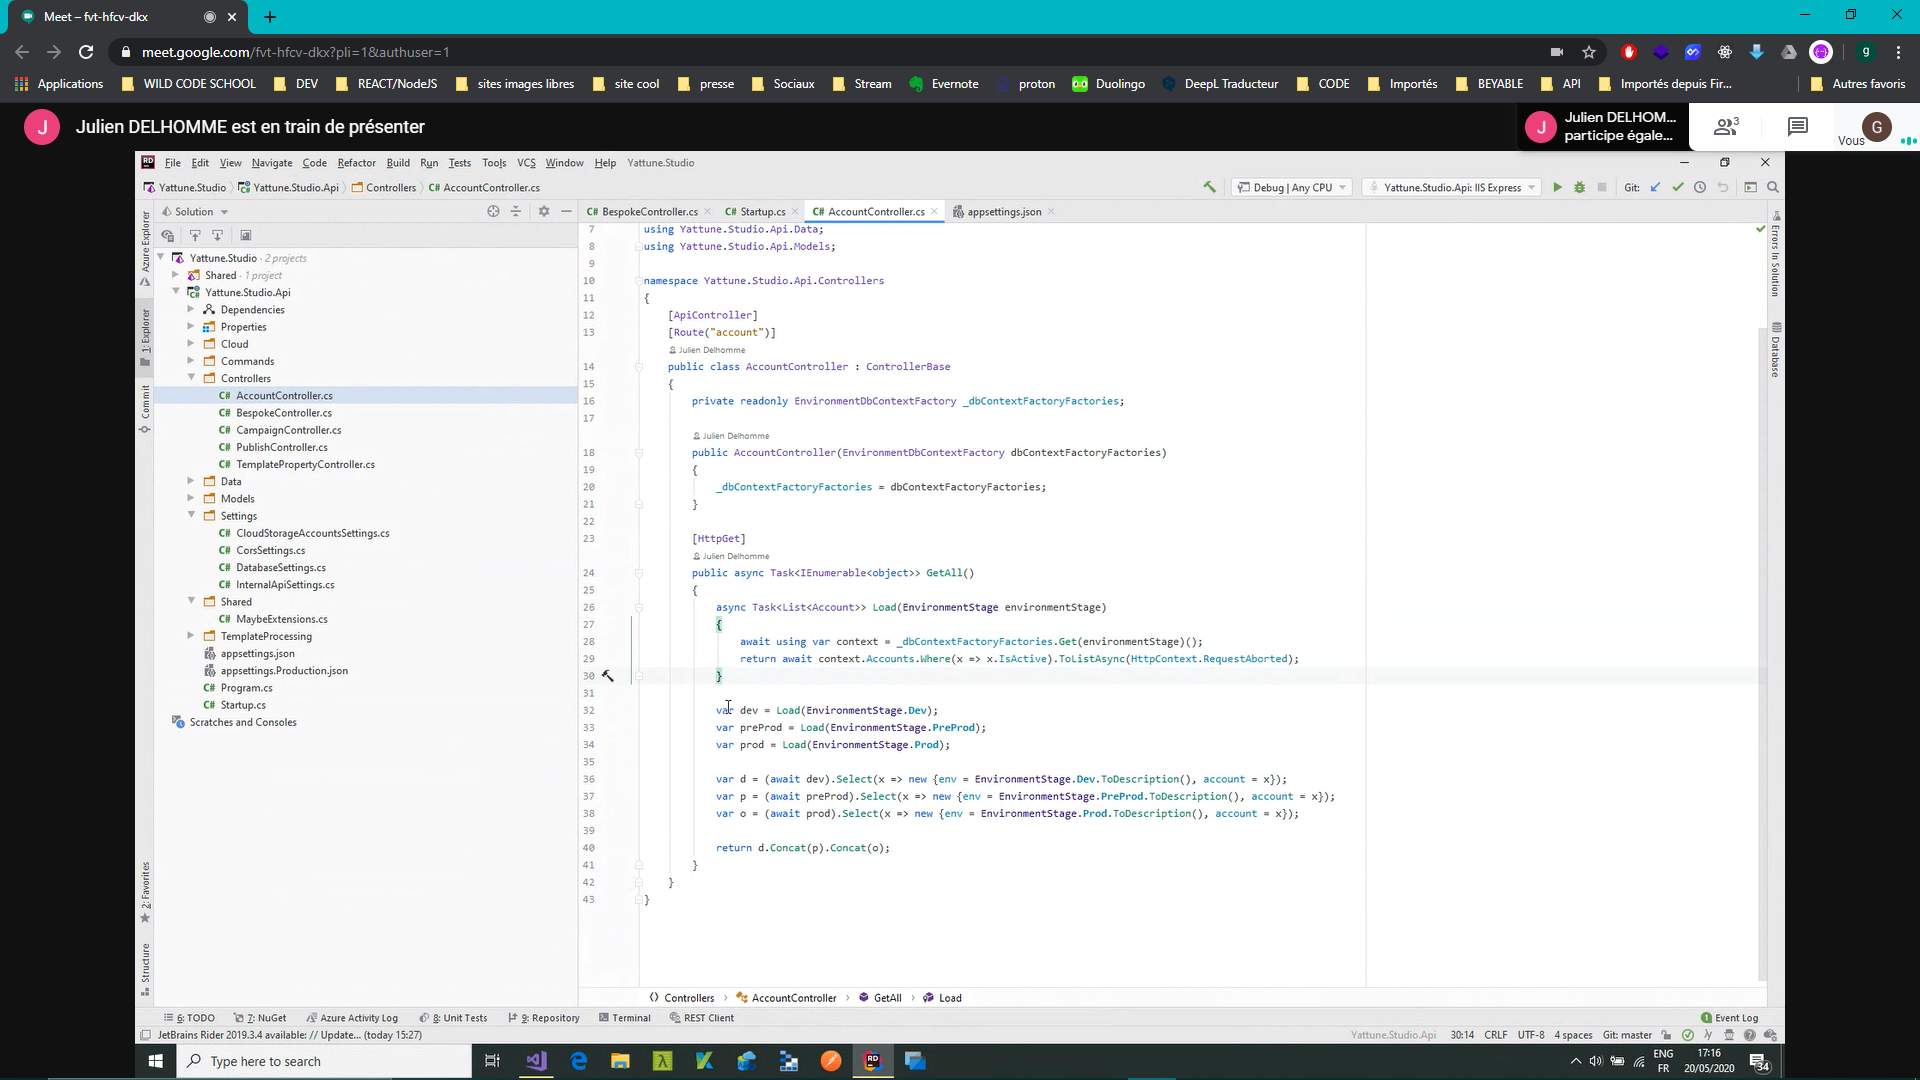 Meet – fvt-hfcv-dkx
meet.google.com/fvt-hfcv-dkx?pli=1&authuser=1
g
Applications WILD CODE SCHOOL DEV REACT/NodeJS sites images libres site cool presse Sociaux Stream Evernote proton Duolingo DeepL Traducteur CODE Importés BEYABLE API Importés depuis Fir... Autres favoris
J Julien DELHOMME est en train de présenter
J Julien DELHOM...
participe égale...
3
Vous
G
RD File Edit View Navigate Code Refactor Build Run Tests Tools VCS Window Help Yattune.Studio
Yattune.Studio Yattune.Studio.Api Controllers C# AccountController.cs Debug | Any CPU Yattune.Studio.Api: IIS Express Git:
Solution
C# BespokeController.cs C# Startup.cs C# AccountController.cs appsettings.json
Azure Explorer
1: Explorer
Commit
2: Favorites
Structure
Yattune.Studio · 2 projects
Shared · 1 project
Yattune.Studio.Api
Dependencies
Properties
Cloud
Commands
Controllers
C# AccountController.cs
C# BespokeController.cs
C# CampaignController.cs
C# PublishController.cs
C# TemplatePropertyController.cs
Data
Models
Settings
C# CloudStorageAccountsSettings.cs
C# CorsSettings.cs
C# DatabaseSettings.cs
C# InternalApiSettings.cs
Shared
C# MaybeExtensions.cs
TemplateProcessing
appsettings.json
appsettings.Production.json
C# Program.cs
C# Startup.cs
Scratches and Consoles
7 using Yattune.Studio.Api.Data;
8 using Yattune.Studio.Api.Models;
9
10 namespace Yattune.Studio.Api.Controllers
11 {
12 [ApiController]
13 [Route("account")]
Julien Delhomme
14 public class AccountController : ControllerBase
15 {
16 private readonly EnvironmentDbContextFactory _dbContextFactoryFactories;
17
Julien Delhomme
18 public AccountController(EnvironmentDbContextFactory dbContextFactoryFactories)
19 {
20 _dbContextFactoryFactories = dbContextFactoryFactories;
21 }
22
23 [HttpGet]
Julien Delhomme
24 public async Task<IEnumerable<object>> GetAll()
25 {
26 async Task<List<Account>> Load(EnvironmentStage environmentStage)
27 {
28 await using var context = _dbContextFactoryFactories.Get(environmentStage)();
29 return await context.Accounts.Where(x => x.IsActive).ToListAsync(HttpContext.RequestAborted);
30 }
31
32 var dev = Load(EnvironmentStage.Dev);
33 var preProd = Load(EnvironmentStage.PreProd);
34 var prod = Load(EnvironmentStage.Prod);
35
36 var d = (await dev).Select(x => new {env = EnvironmentStage.Dev.ToDescription(), account = x});
37 var p = (await preProd).Select(x => new {env = EnvironmentStage.PreProd.ToDescription(), account = x});
38 var o = (await prod).Select(x => new {env = EnvironmentStage.Prod.ToDescription(), account = x});
39
40 return d.Concat(p).Concat(o);
41 }
42 }
43 }
Errors In Solution
Database
Controllers AccountController GetAll Load
6: TODO 7: NuGet Azure Activity Log 8: Unit Tests 9: Repository Terminal REST Client 1 Event Log
JetBrains Rider 2019.3.4 available: // Update... (today 15:27) Yattune.Studio.Api 30:14 CRLF UTF-8 4 spaces Git: master
Type here to search
ENG
FR
17:16
20/05/2020
34